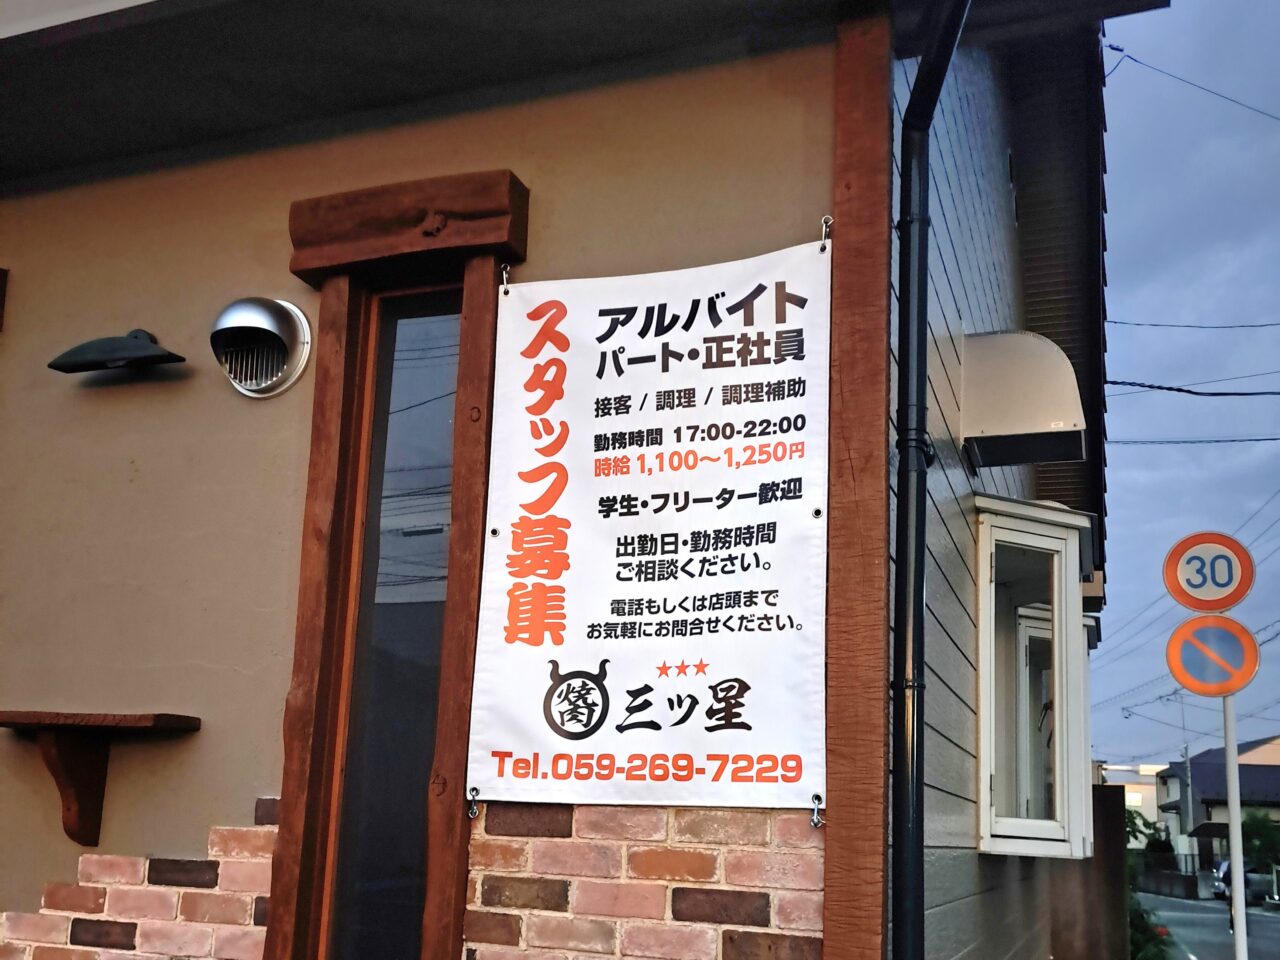 スタッフ募集
アルバイト
パート・正社員
接客 / 調理 / 調理補助
勤務時間 17:00-22:00
時給 1,100〜1,250円
学生・フリーター歓迎
出勤日・勤務時間
ご相談ください。
電話もしくは店頭まで
お気軽にお問合せください。
焼肉
三ツ星
Tel.059-269-7229
30